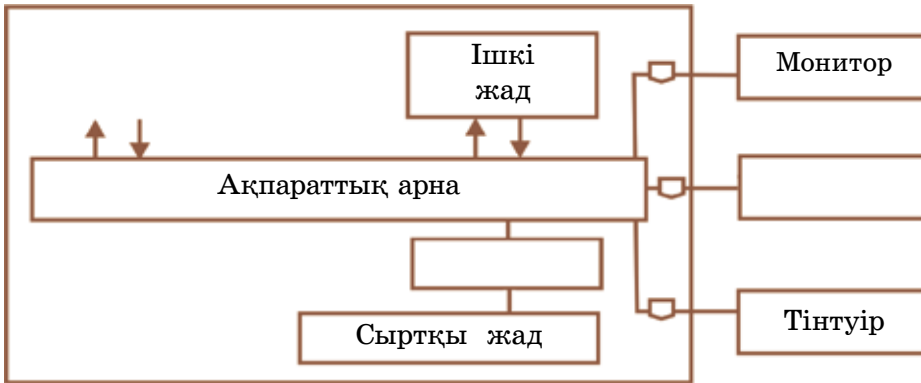 Ішкі
жад
Монитор
Ақпараттық арна
Сыртқы жад
Тінтуір